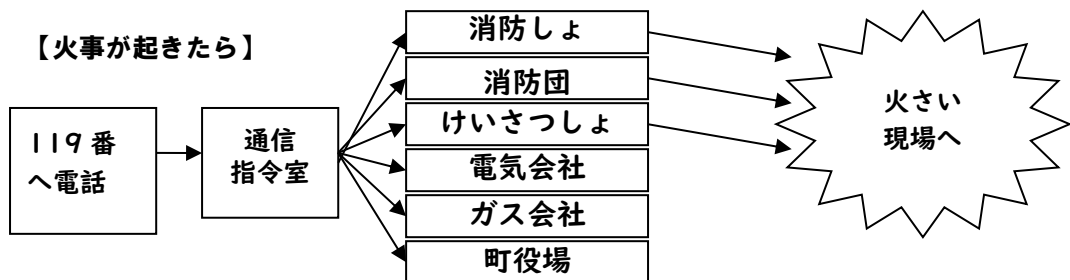 【火事が起きたら】
119番
へ電話
通信
指令室
消防しょ
消防団
けいさつしょ
電気会社
ガス会社
町役場
火さい
現場へ